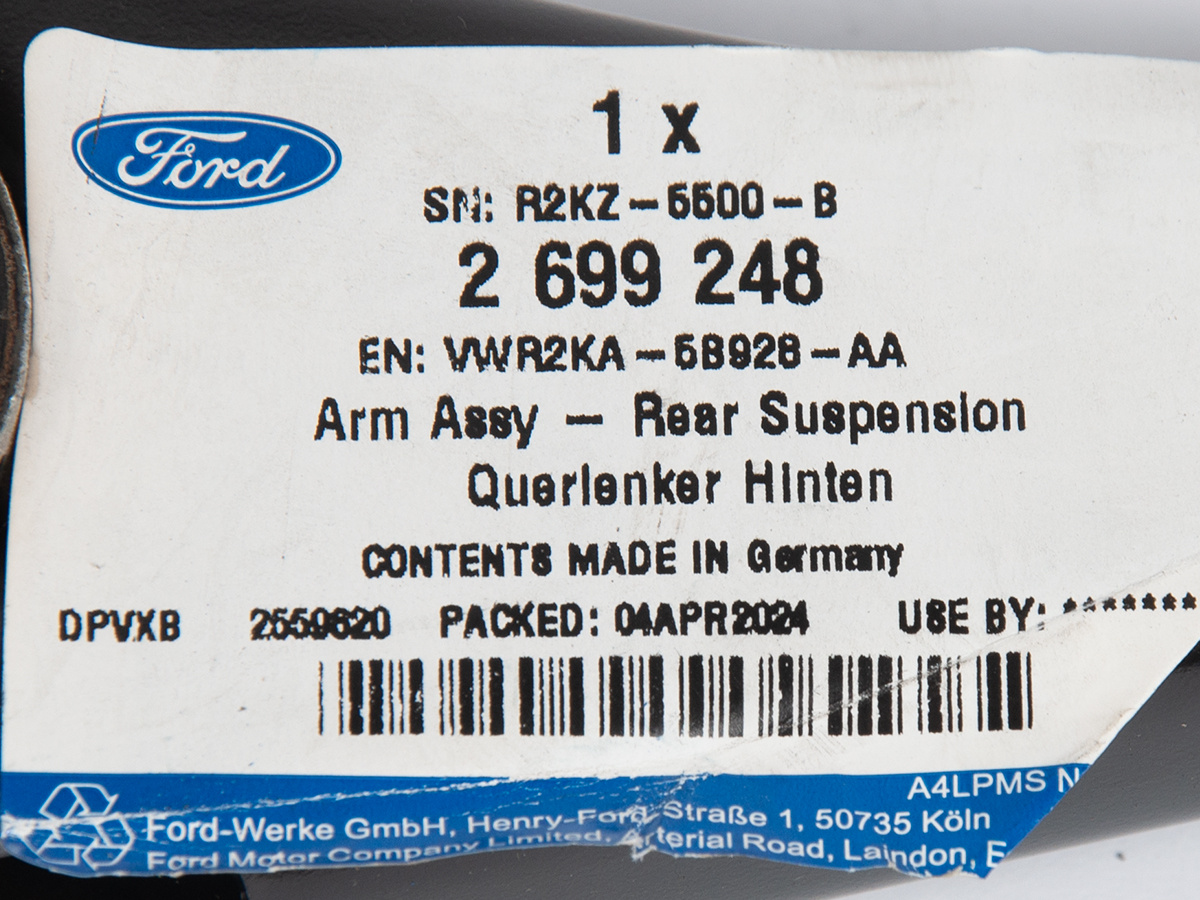 Ford
1 x
SN: R2KZ-5500-B
2 699 248
EN: VWR2KA-5B928-AA
Arm Assy - Rear Suspension
Querlenker Hinten
CONTENTS MADE IN Germany
DPVXB 2559620 PACKED: 04APR2024 USE BY: *******
A4LPMS N
Ford-Werke GmbH, Henry-Ford-Straße 1, 50735 Köln
Ford Motor Company Limited, Arterial Road, Laindon, E